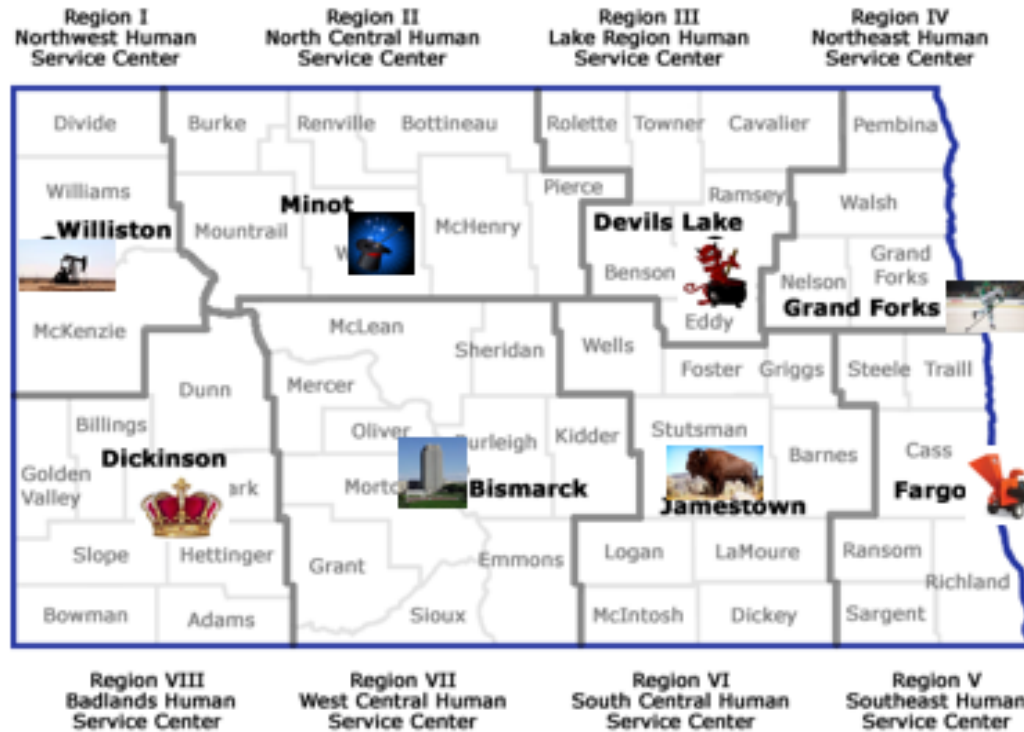 Region I
Northwest Human
Service Center
Region II
North Central Human
Service Center
Region III
Lake Region Human
Service Center
Region IV
Northeast Human
Service Center
Divide
Burke
Renville
Bottineau
Rolette
Towner
Cavalier
Pembina
Williams
Pierce
Ramsey
Walsh
Minot
Williston
Mountrail
W
McHenry
Devils Lake
Benson
Nelson
Grand
Forks
Grand Forks
McKenzie
McLean
Eddy
Sheridan
Wells
Dunn
Mercer
Foster
Griggs
Steele
Traill
Billings
Oliver
urleigh
Kidder
Stutsman
Barnes
Cass
Dickinson
Golden
Valley
ark
Morto
Bismarck
Jamestown
Fargo
Slope
Hettinger
Grant
Emmons
Logan
LaMoure
Ransom
Richland
Bowman
Adams
Sioux
McIntosh
Dickey
Sargent
Region VIII
Badlands Human
Service Center
Region VII
West Central Human
Service Center
Region VI
South Central Human
Service Center
Region V
Southeast Human
Service Center